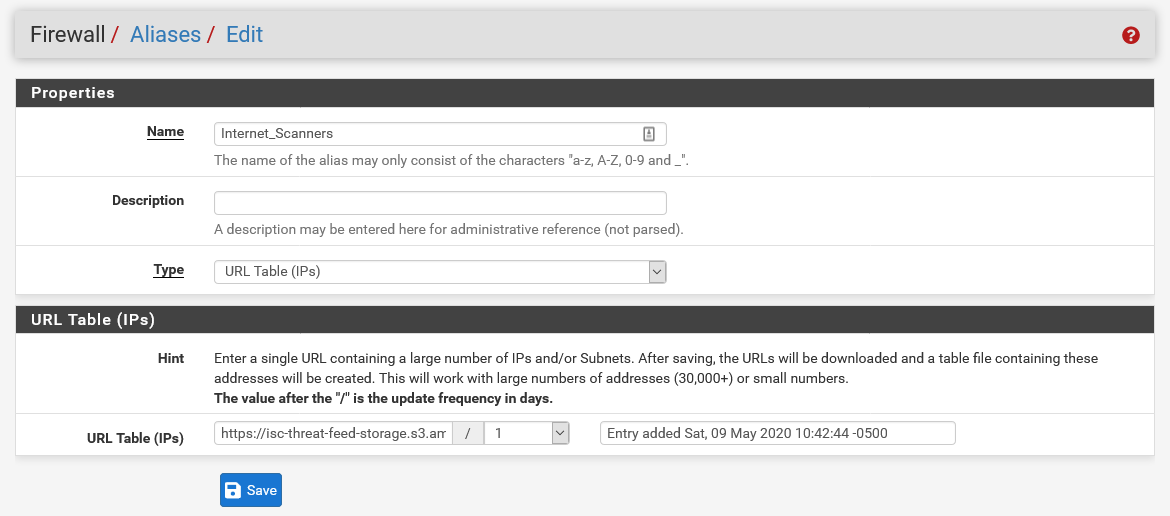 Firewall / Aliases / Edit
Properties
Name
Internet_Scanners
The name of the alias may only consist of the characters "a-z, A-Z, 0-9 and _".
Description
A description may be entered here for administrative reference (not parsed).
Type
URL Table (IPs)
URL Table (IPs)
Hint
Enter a single URL containing a large number of IPs and/or Subnets. After saving, the URLs will be downloaded and a table file containing these
addresses will be created. This will work with large numbers of addresses (30,000+) or small numbers.
The value after the "/" is the update frequency in days.
URL Table (IPs)
https://isc-threat-feed-storage.s3.am / 1 Entry added Sat, 09 May 2020 10:42:44 -0500
Save